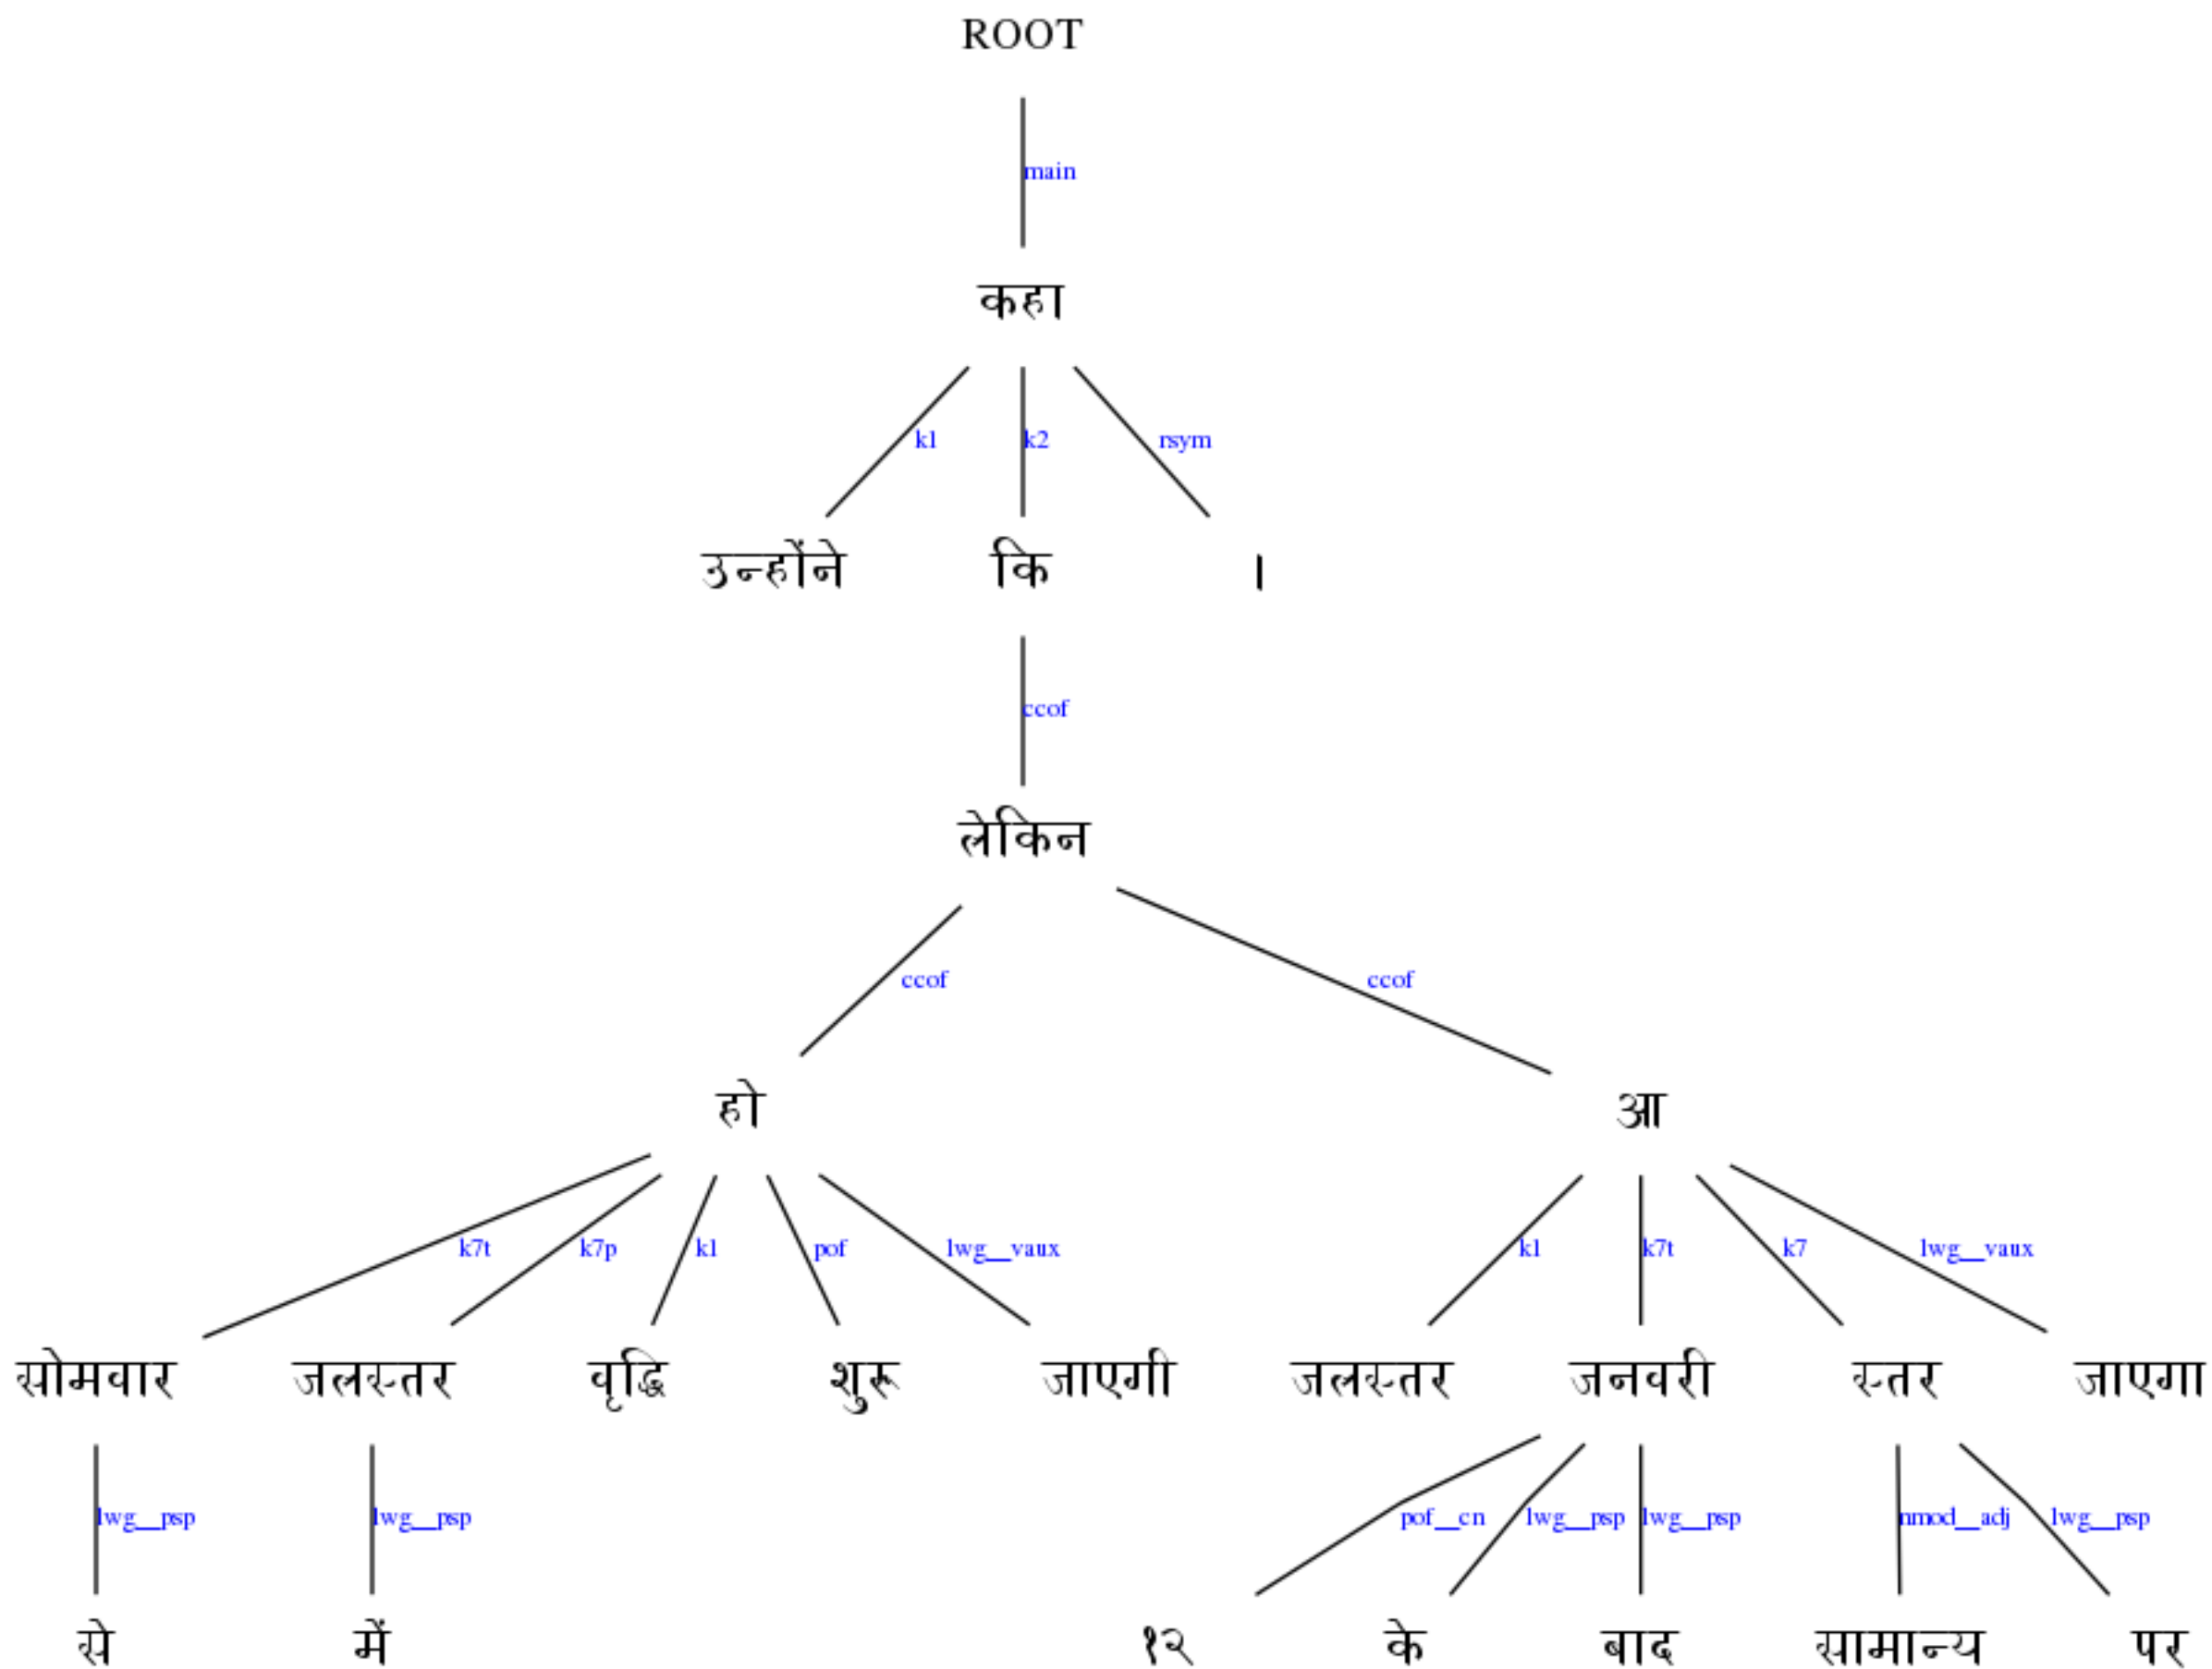 ROOT
main
कहा
k1 k2 rsym
उन्होंने कि ।
ccof
लेकिन
ccof ccof
हो आ
k7t k7p k1 pof lwg__vaux k1 k7t k7 lwg__vaux
सोमवार जलस्तर वृद्धि शुरू जाएगी जलस्तर जनवरी स्तर जाएगा
lwg__psp lwg__psp pof__cn lwg__psp lwg__psp nmod__adj lwg__psp
से में १२ के बाद सामान्य पर